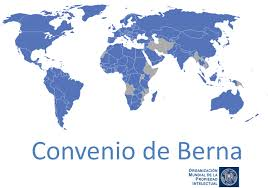 Convenio de Berna
ORGANIZACIÓN
MUNDIAL DE LA
PROPIEDAD
INTELECTUAL